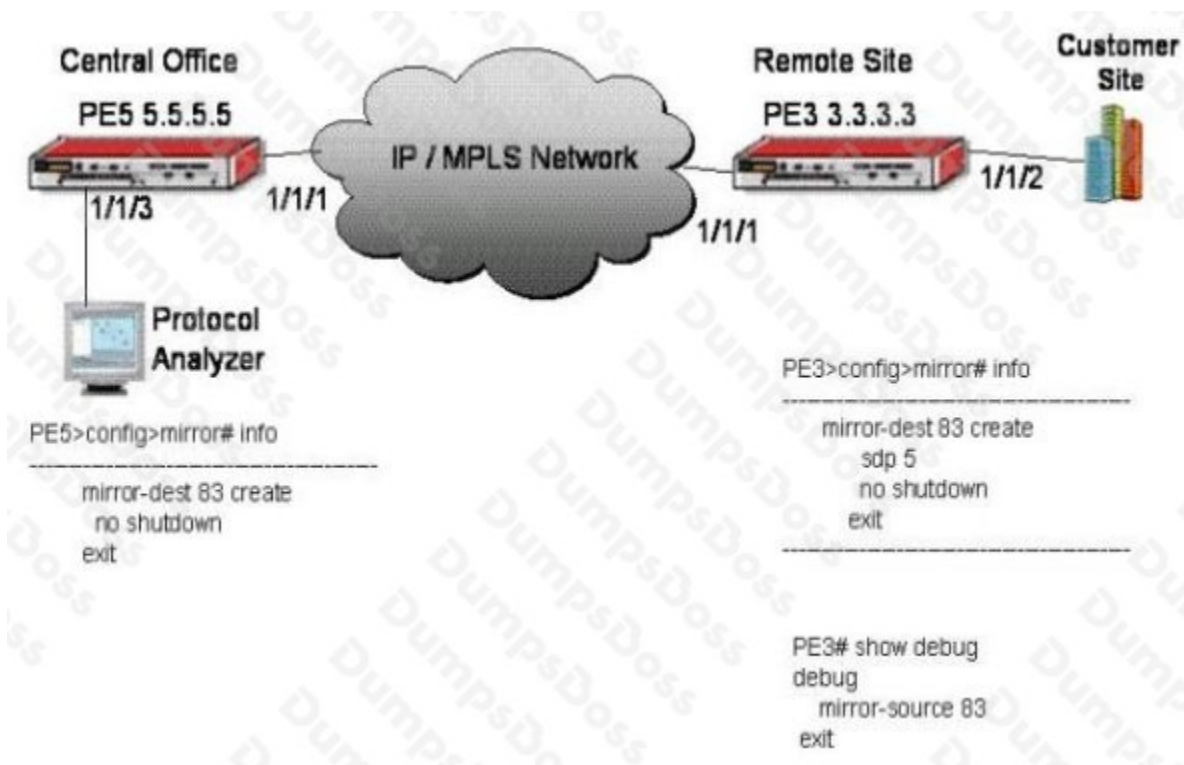 Central Office
PE5 5.5.5.5
1/1/3
1/1/1
IP / MPLS Network
Remote Site
PE3 3.3.3.3
1/1/1
1/1/2
Customer
Site
Protocol
Analyzer
PE5>config>mirror# info
----------------------------------------
mirror-dest 83 create
no shutdown
exit
PE3>config>mirror# info
----------------------------------------
mirror-dest 83 create
sdp 5
no shutdown
exit
----------------------------------------
PE3# show debug
debug
mirror-source 83
exit
DumpsDoss